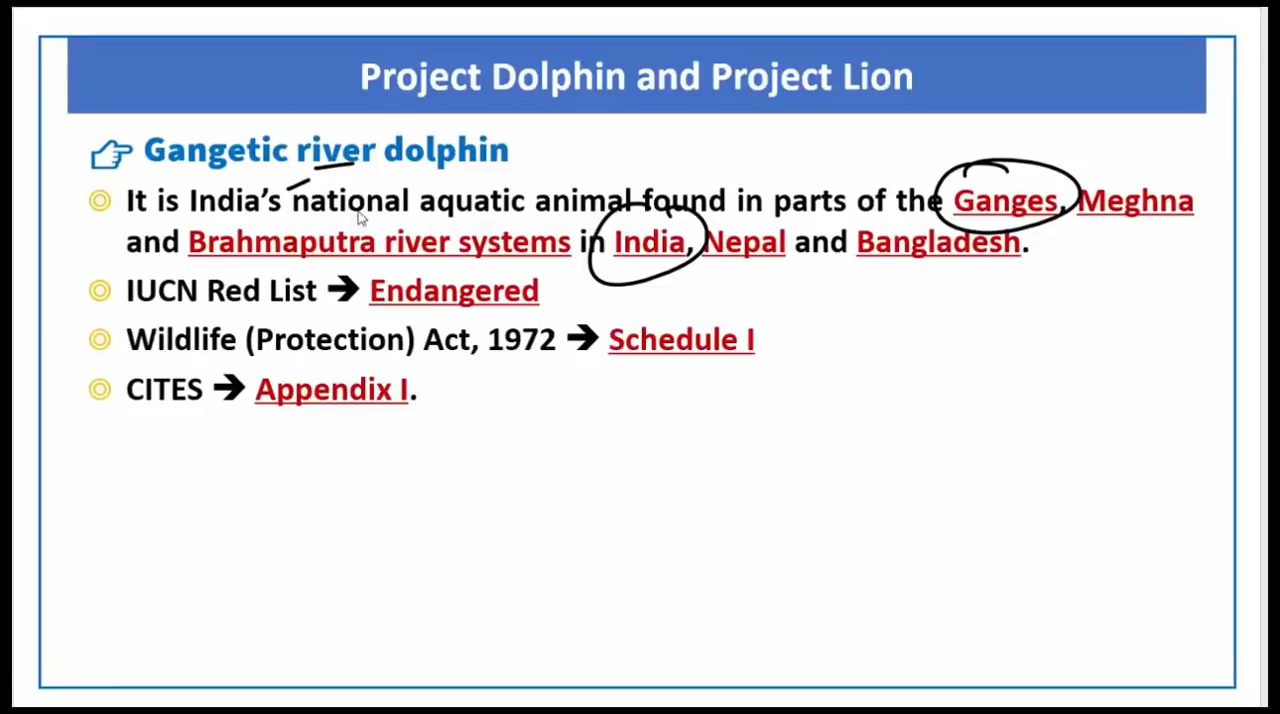 Project Dolphin and Project Lion
Gangetic river dolphin
It is India’s national aquatic animal found in parts of the Ganges, Meghna
and Brahmaputra river systems in India, Nepal and Bangladesh.
IUCN Red List ➔ Endangered
Wildlife (Protection) Act, 1972 ➔ Schedule I
CITES ➔ Appendix I.